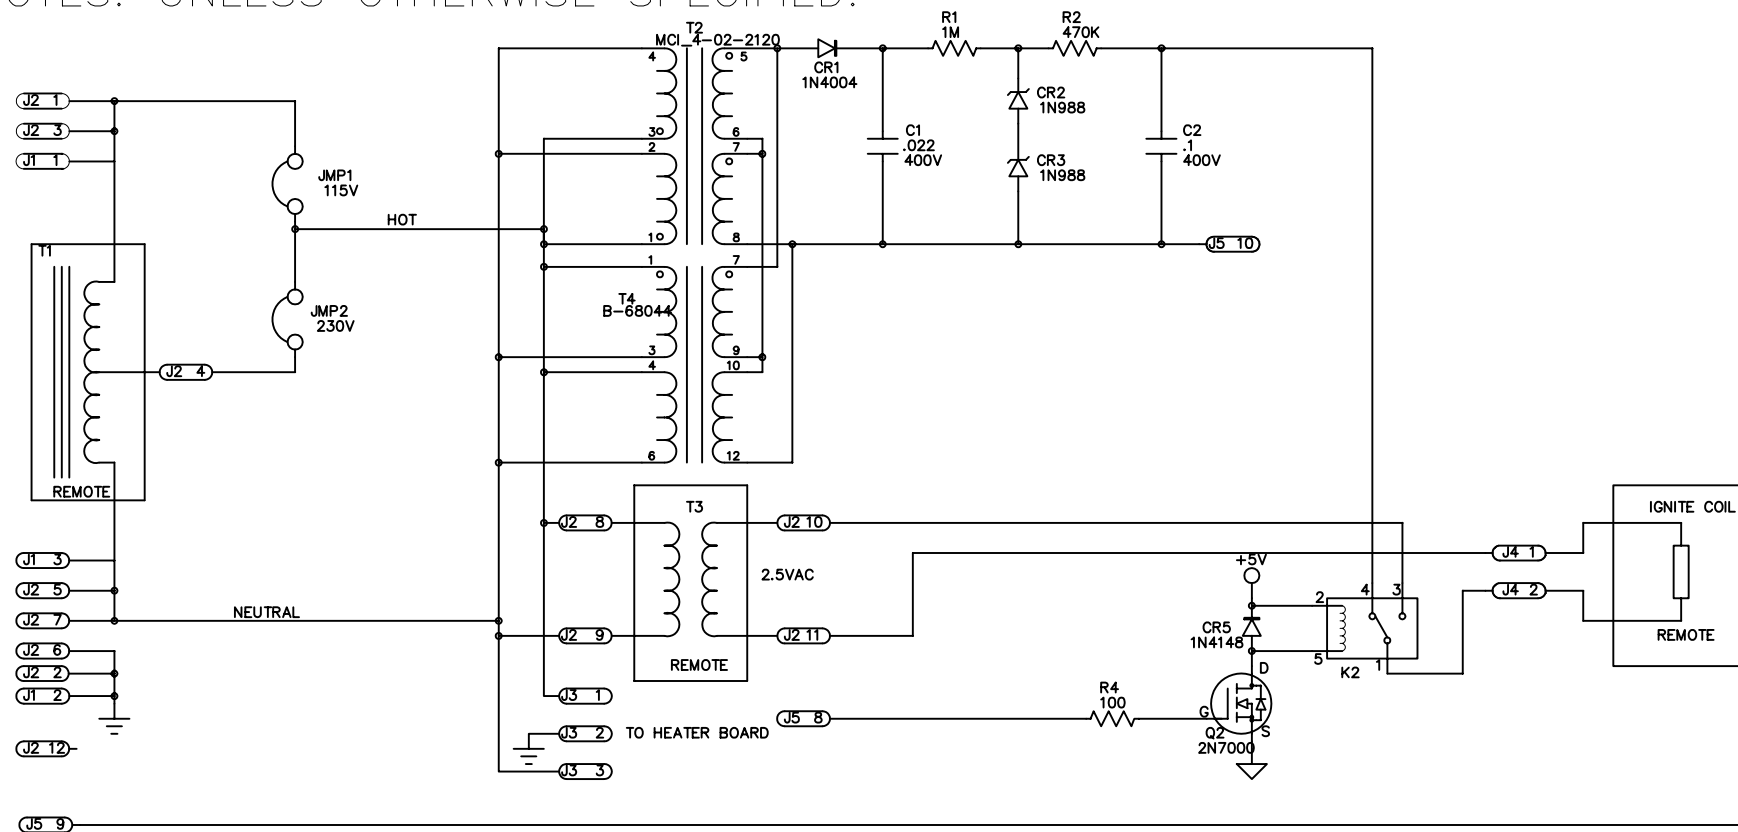 OTES: UNLESS OTHERWISE SPECIFIED:
T2
MCI_4-02-2120
R1
1M
R2
470K
4
5
CR1
1N4004
J2 1
J2 3
J1 1
CR2
1N988
C1
.022
400V
C2
.1
400V
3
6
2
7
CR3
1N988
JMP1
115V
HOT
1
8
J5 10
T1
1
7
T4
B-68044
JMP2
230V
3
9
J2 4
4
10
6
12
REMOTE
T3
J2 8
J2 10
IGNITE COIL
J1 3
J4 1
+5V
2.5VAC
J2 5
J4 2
4
3
2
NEUTRAL
J2 7
J2 9
J2 11
CR5
1N4148
REMOTE
J2 6
REMOTE
5
1
K2
J2 2
D
J1 2
J3 1
R4
100
J5 8
G
Q2
2N7000
S
J3 2
TO HEATER BOARD
J2 12
J3 3
J5 9